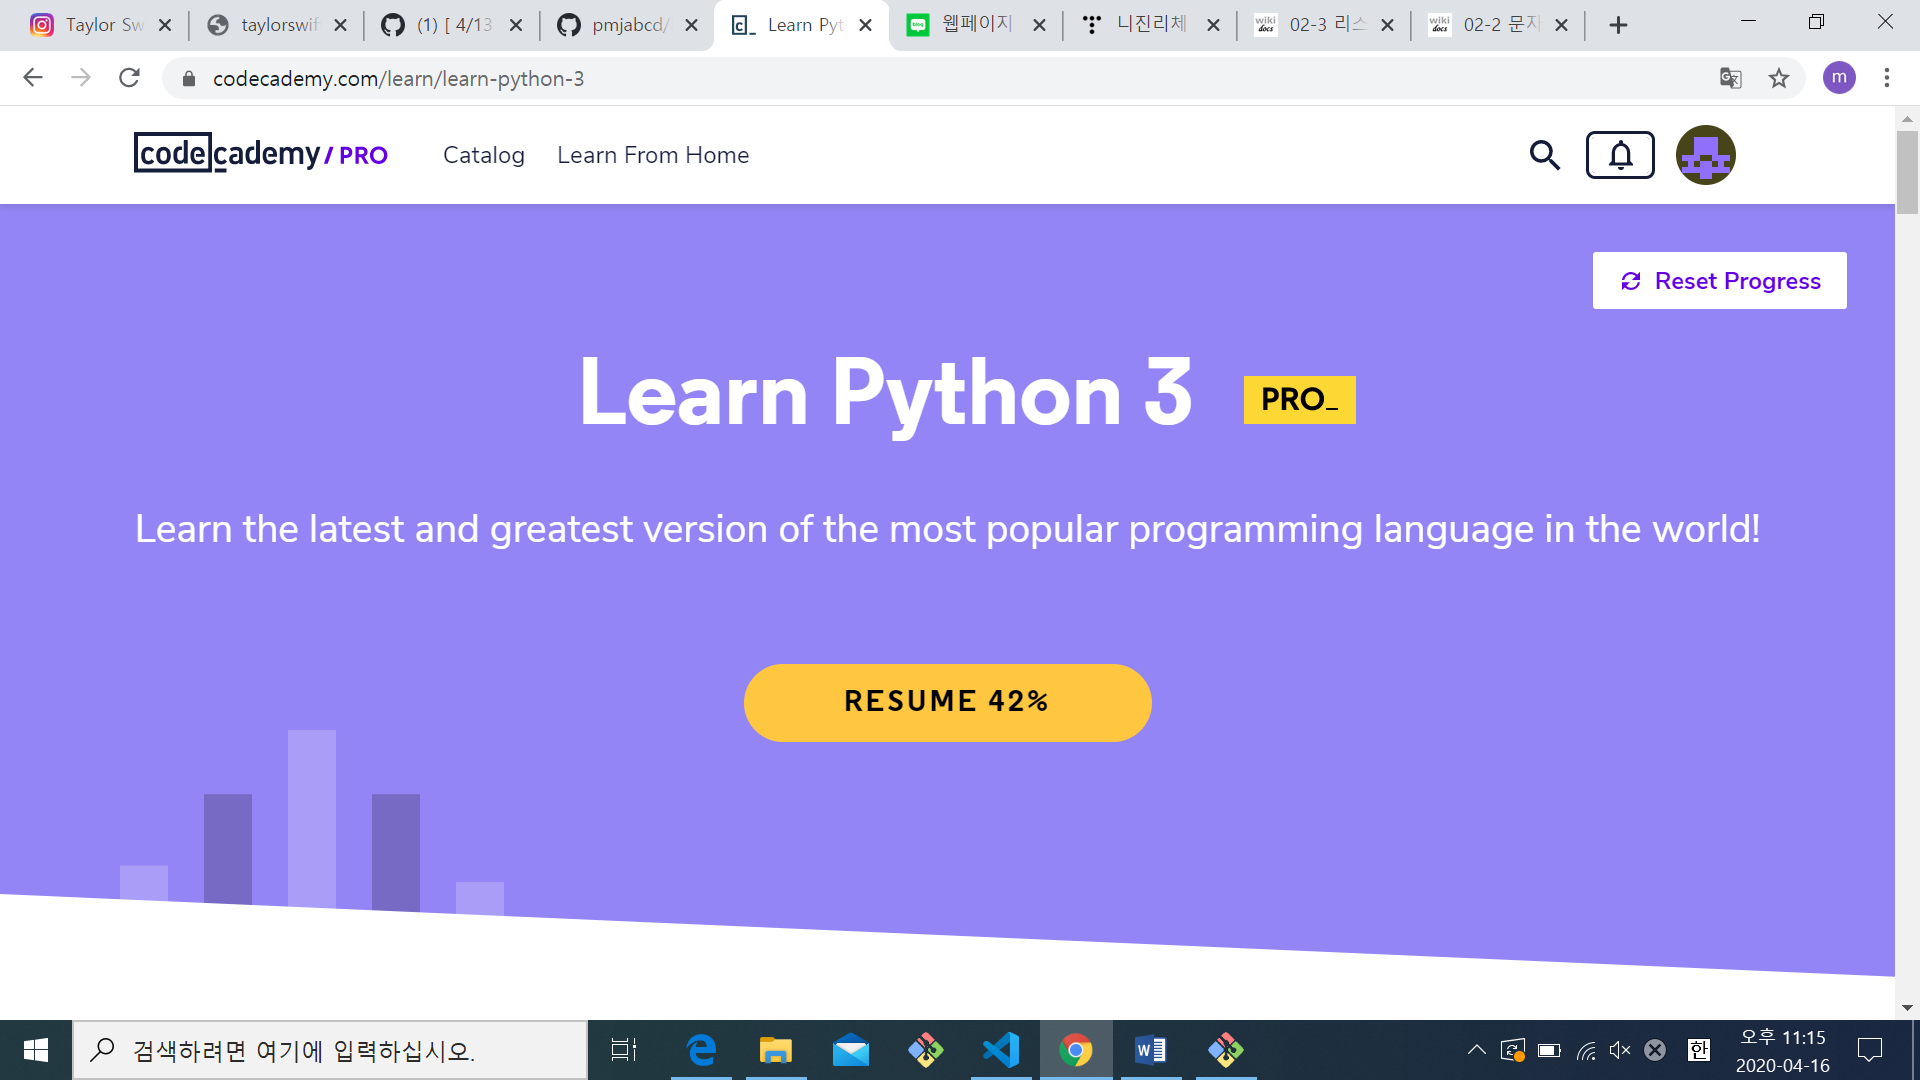 Taylor Sw
taylorswif
(1) [ 4/13
pmjabcd/
Learn Pyt
웹페이지
니진리체
02-3 리스
02-2 문자
codecademy.com/learn/learn-python-3
m
codecademy / PRO
Catalog
Learn From Home
Reset Progress
Learn Python 3
PRO_
Learn the latest and greatest version of the most popular programming language in the world!
RESUME 42%
검색하려면 여기에 입력하십시오.
한
오후 11:15
2020-04-16